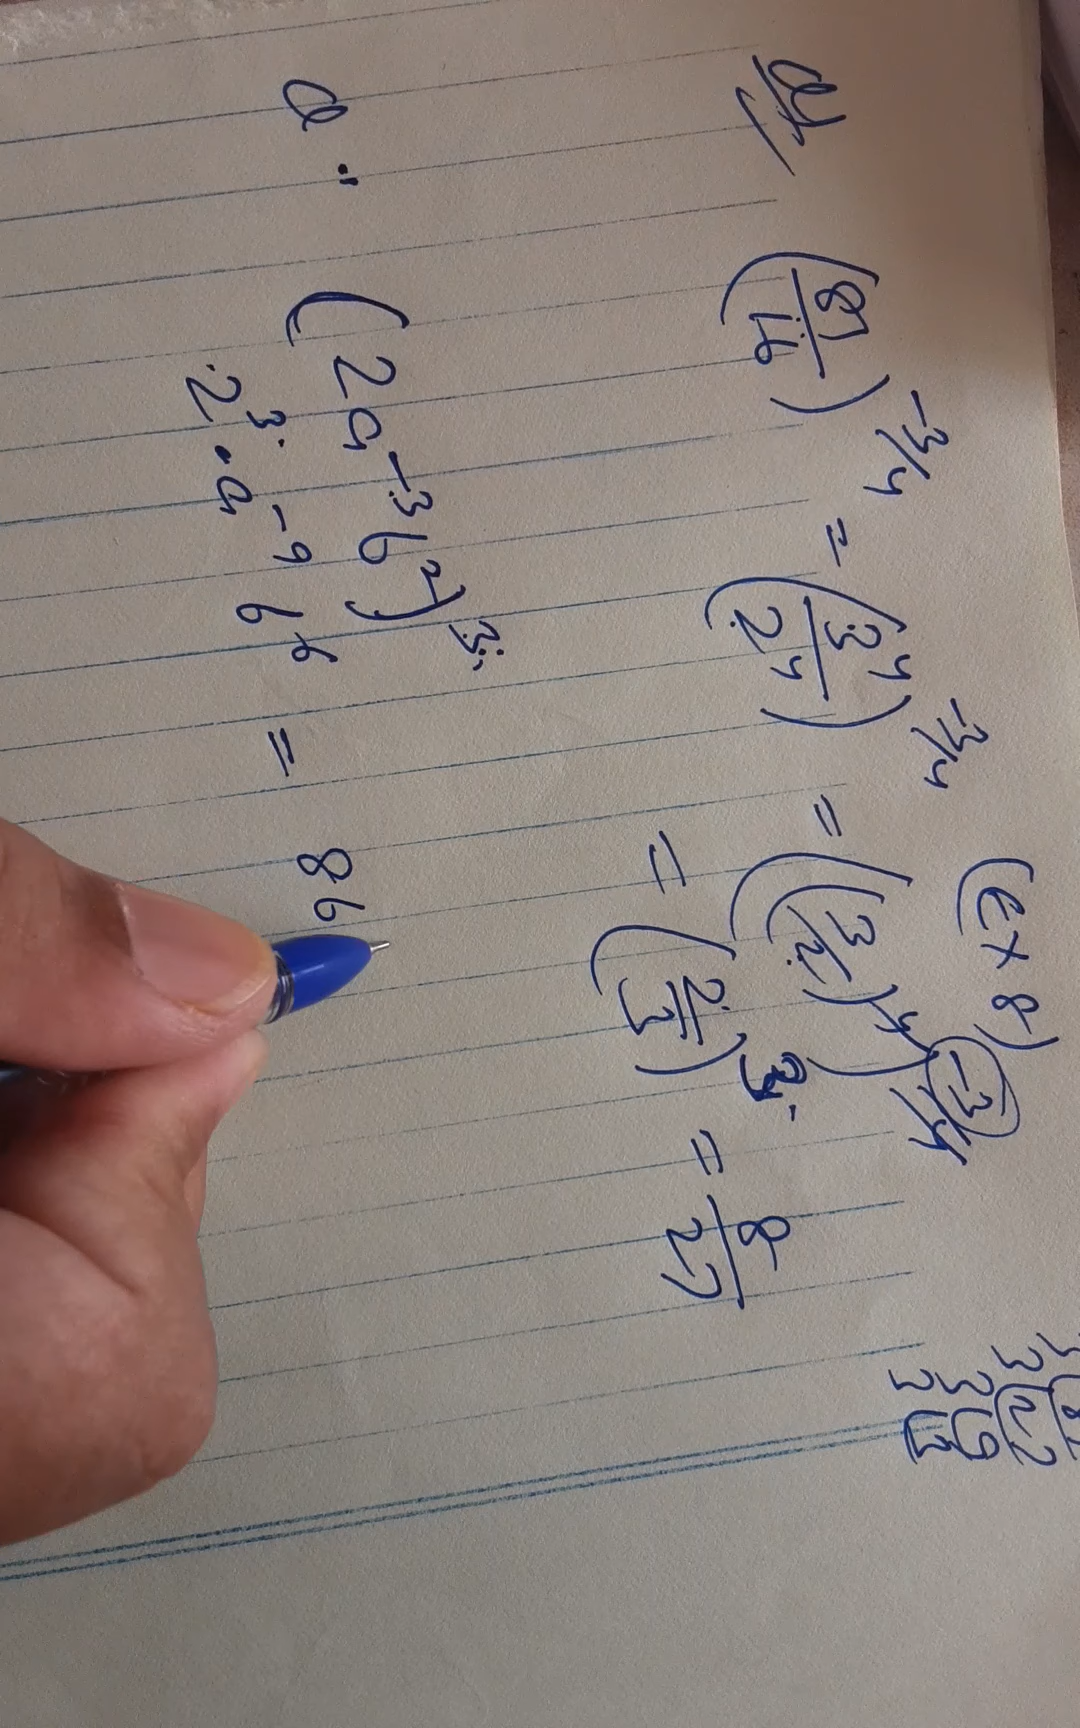 (ex 8)
(81/16)^-3/4 = (3^4/2^4)^-3/4 = ((3/2)^4)^-3/4
= (2/3)^3 = 8/27
(2a^-3 b^2)^3
2^3 · a^-9 b^6 = 8b